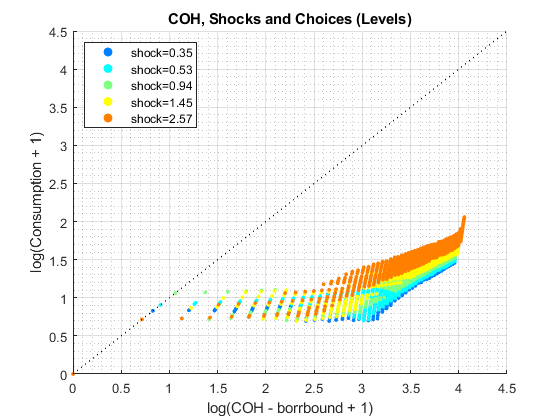 COH, Shocks and Choices (Levels)
shock=0.35
shock=0.53
shock=0.94
shock=1.45
shock=2.57
log(Consumption + 1)
4.5
4
3.5
3
2.5
2
1.5
1
0.5
0
0 0.5 1 1.5 2 2.5 3 3.5 4 4.5
log(COH - borrbound + 1)